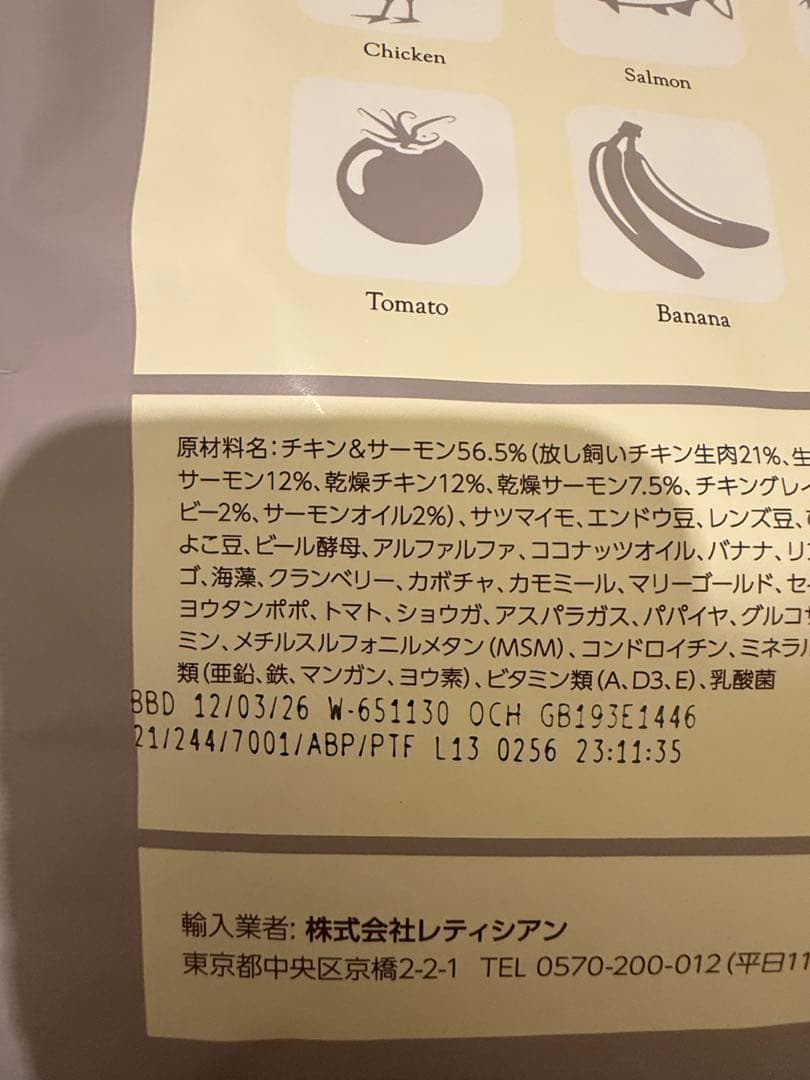 Chicken
Salmon
Tomato
Banana
原材料名:チキン&サーモン56.5%(放し飼いチキン生肉21%、生
サーモン12%、乾燥チキン12%、乾燥サーモン7.5%、チキングレイ
ビー2%、サーモンオイル2%)、サツマイモ、エンドウ豆、レンズ豆、ひ
よこ豆、ビール酵母、アルファルファ、ココナッツオイル、バナナ、リン
ゴ、海藻、クランベリー、カボチャ、カモミール、マリーゴールド、セイ
ヨウタンポポ、トマト、ショウガ、アスパラガス、パパイヤ、グルコサ
ミン、メチルスルフォニルメタン(MSM)、コンドロイチン、ミネラル
類(亜鉛、鉄、マンガン、ヨウ素)、ビタミン類(A、D3、E)、乳酸菌
BBD 12/03/26 W-651130 OCH GB193E1446
21/244/7001/ABP/PTF L13 0256 23:11:35
輸入業者: 株式会社レティシアン
東京都中央区京橋2-2-1 TEL 0570-200-012(平日11